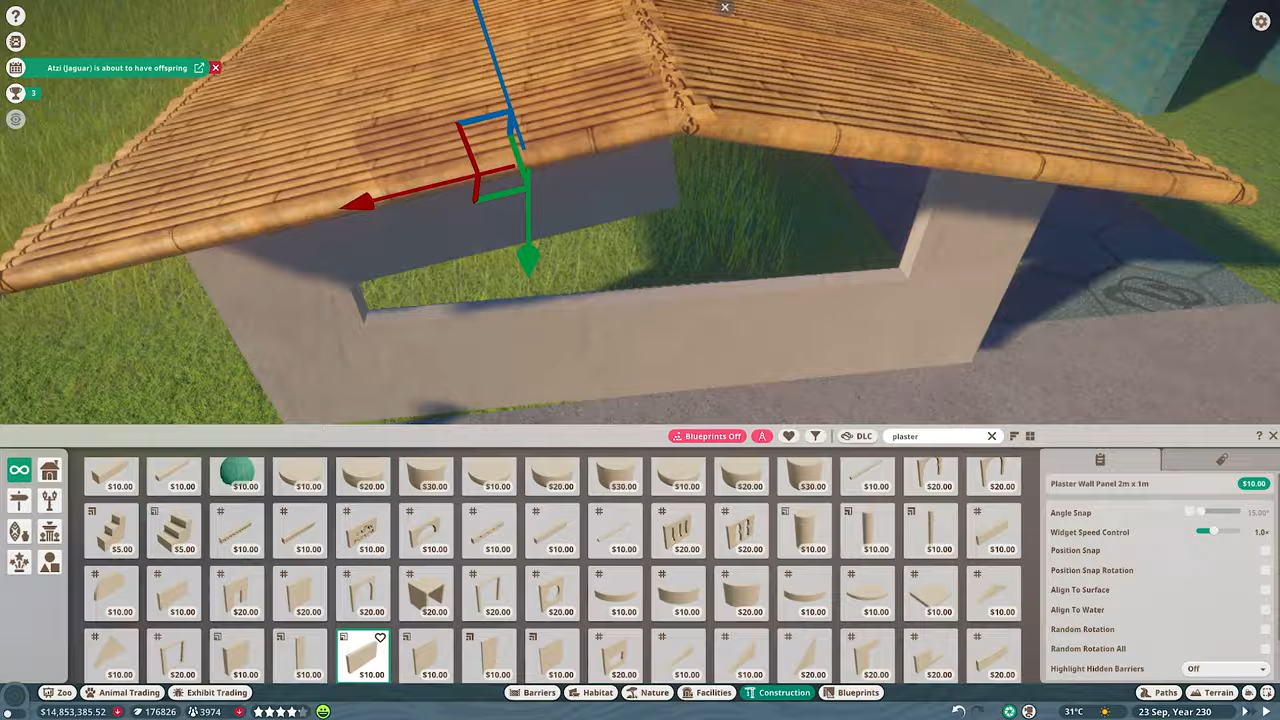 Atzi (Jaguar) is about to have offspring
3
Blueprints Off
DLC
plaster
$10.00 $10.00 $10.00 $10.00 $20.00 $30.00 $10.00 $20.00 $30.00 $10.00 $20.00 $30.00 $10.00 $20.00 $20.00
$5.00 $5.00 $10.00 $10.00 $10.00 $10.00 $10.00 $10.00 $10.00 $20.00 $20.00 $10.00 $10.00 $10.00 $10.00
$10.00 $10.00 $20.00 $10.00 $20.00 $20.00 $10.00 $20.00 $10.00 $10.00 $20.00 $10.00 $20.00 $10.00 $10.00
$10.00 $20.00 $10.00 $10.00 $10.00 $10.00 $10.00 $10.00 $20.00 $10.00 $10.00 $10.00 $20.00 $20.00 $10.00
Plaster Wall Panel 2m x 1m $10.00
Angle Snap 15.00°
Widget Speed Control 1.0×
Position Snap
Position Snap Rotation
Align To Surface
Align To Water
Random Rotation
Random Rotation All
Highlight Hidden Barriers Off
Zoo Animal Trading Exhibit Trading Barriers Habitat Nature Facilities Construction Blueprints Paths Terrain
$14,853,385.52 176826 3974 31°C 23 Sep, Year 230